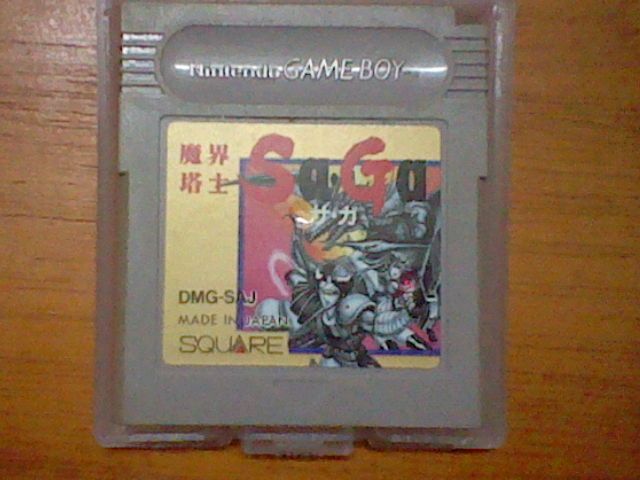 Nintendo GAME BOY
魔界
塔士
SaGa
サ・ガ
DMG-SAJ
MADE IN JAPAN
SQUARE